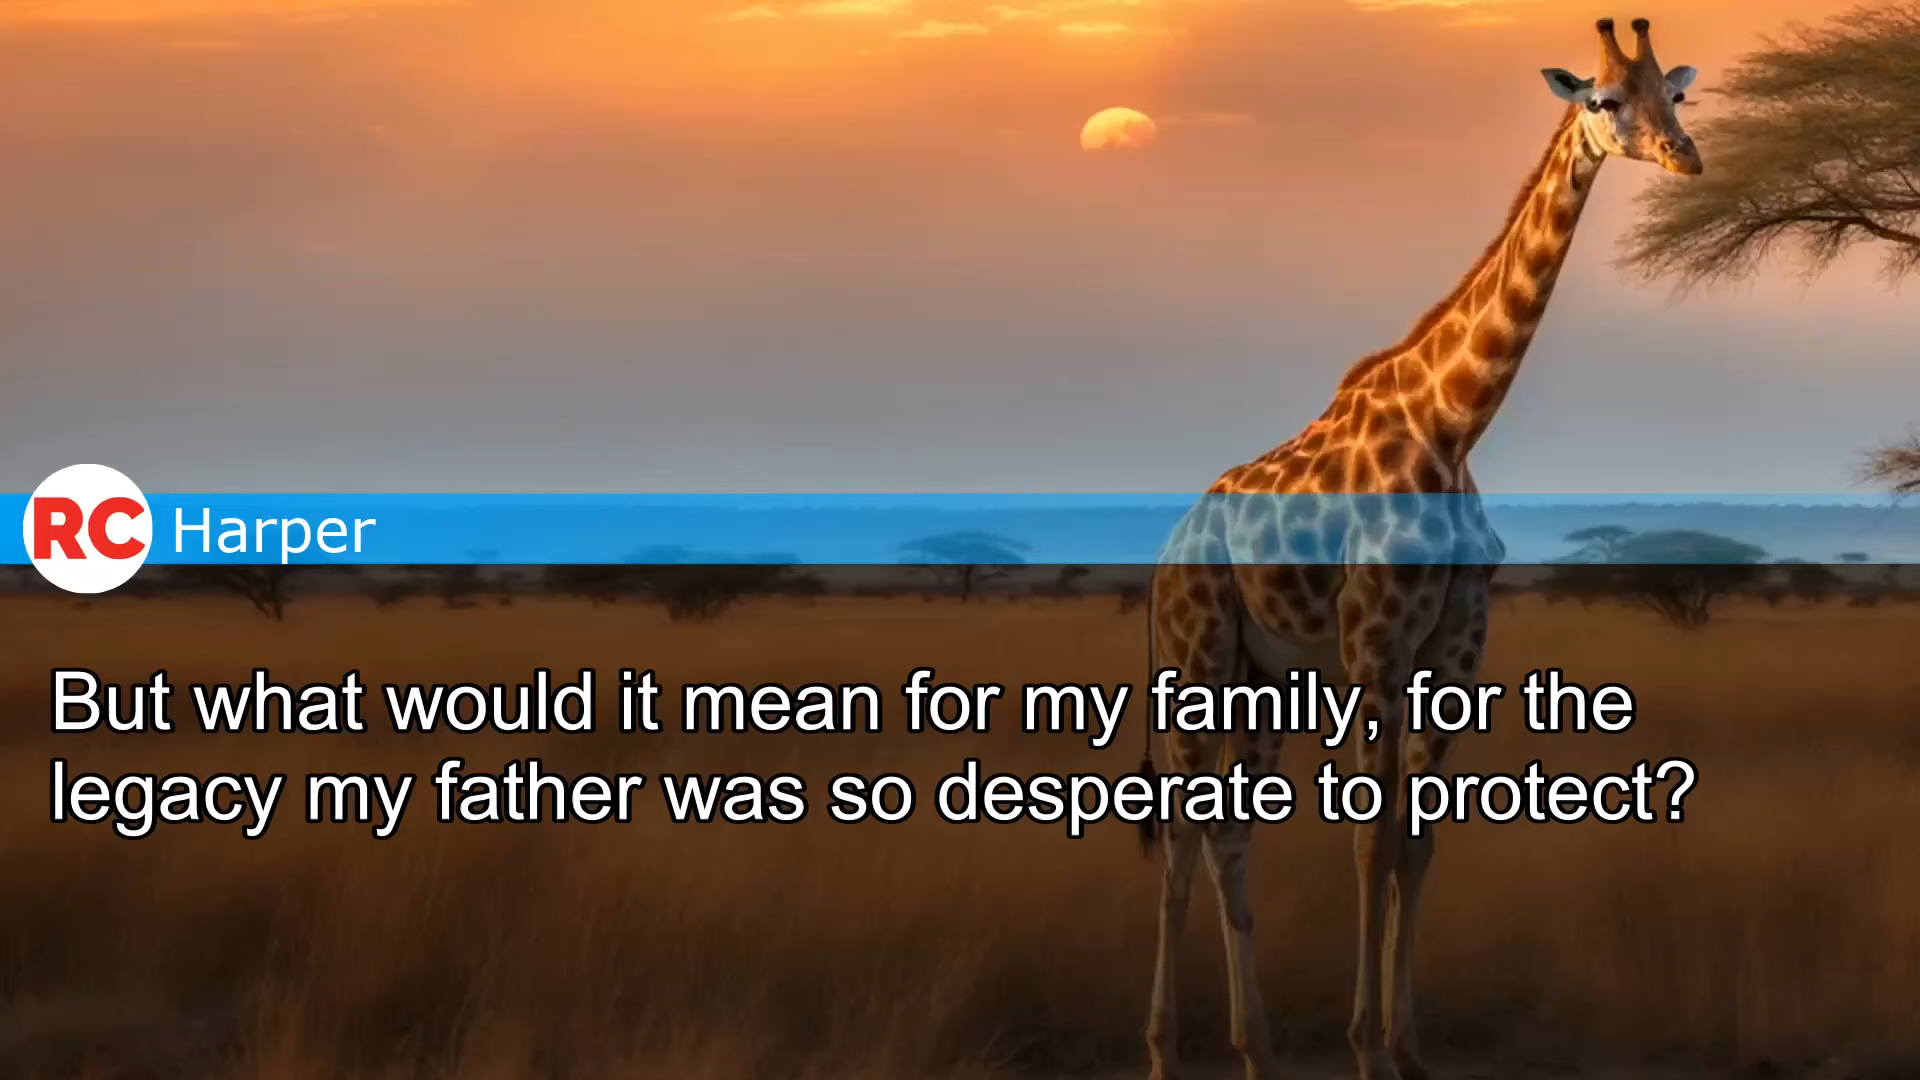 RC Harper
But what would it mean for my family, for the
legacy my father was so desperate to protect?